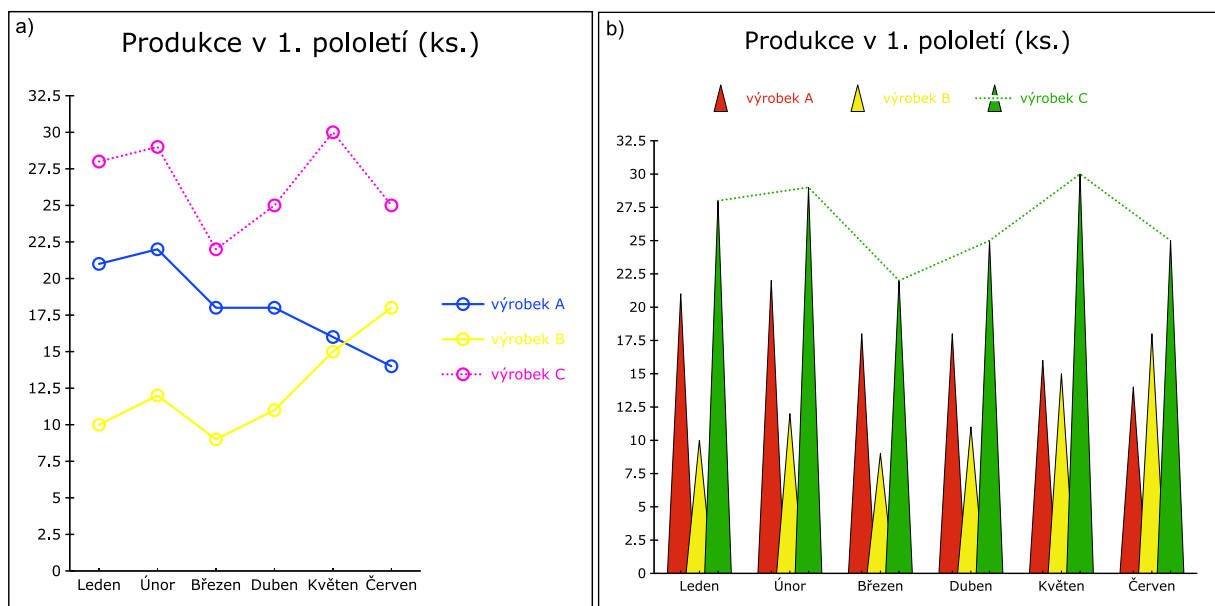 a)
Produkce v 1. pololetí (ks.)
32.5
30
27.5
25
22.5
20
17.5
15
12.5
10
7.5
5
2.5
0
Leden Únor Březen Duben Květen Červen
výrobek A
výrobek B
výrobek C
b)
Produkce v 1. pololetí (ks.)
výrobek A výrobek B výrobek C
32.5
30
27.5
25
22.5
20
17.5
15
12.5
10
7.5
5
2.5
0
Leden Únor Březen Duben Květen Červen